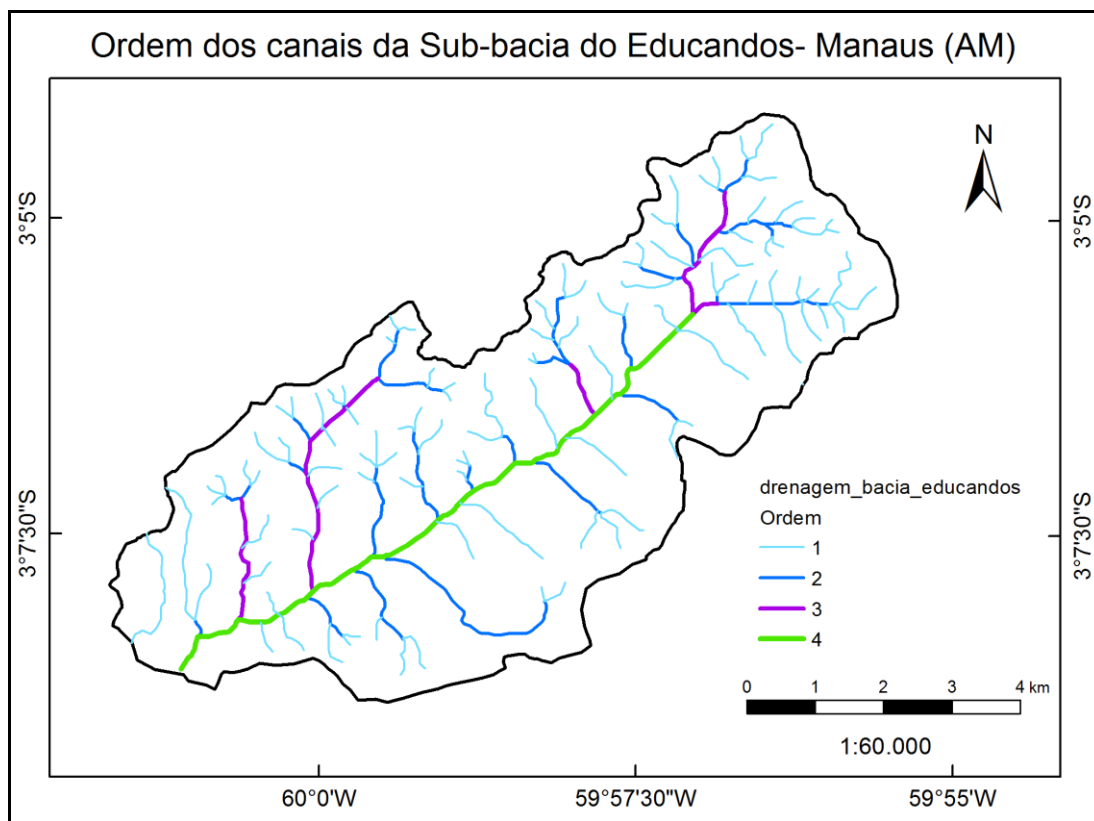 Ordem dos canais da Sub-bacia do Educandos- Manaus (AM)
N
3°5'S
3°5'S
3°7'30"S
3°7'30"S
drenagem_bacia_educandos
Ordem
1
2
3
4
0 1 2 3 4 km
1:60.000
60°0'W 59°57'30"W 59°55'W